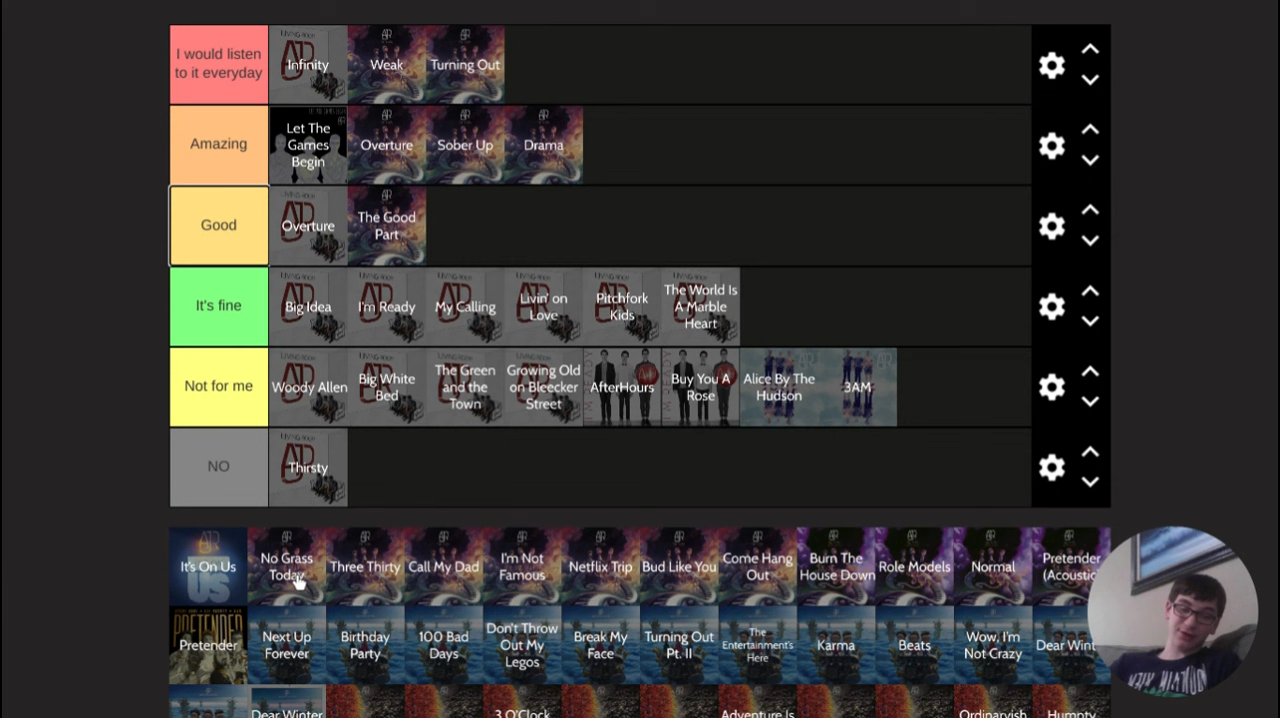 I would listen
to it everyday
Infinity
Weak
Turning Out
Amazing
Let The
Games
Begin
Overture
Sober Up
Drama
Good
Overture
The Good
Part
It's fine
Big Idea
I'm Ready
My Calling
Livin' on
Love
Pitchfork
Kids
The World Is
A Marble
Heart
Not for me
Woody Allen
Big White
Bed
The Green
and the
Town
Growing Old
on Bleecker
Street
AfterHours
Buy You A
Rose
Alice By The
Hudson
3AM
NO
Thirsty
It's On Us
No Grass
Today
Three Thirty
Call My Dad
I'm Not
Famous
Netflix Trip
Bud Like You
Come Hang
Out
Burn The
House Down
Role Models
Normal
Pretender
(Acoustic
Pretender
Next Up
Forever
Birthday
Party
100 Bad
Days
Don't Throw
Out My
Legos
Break My
Face
Turning Out
Pt. II
The
Entertainment's
Here
Karma
Beats
Wow, I'm
Not Crazy
Dear Wint
Dear Winter
3 O'Clock
Adventure Is
Ordinaryish
Humpty